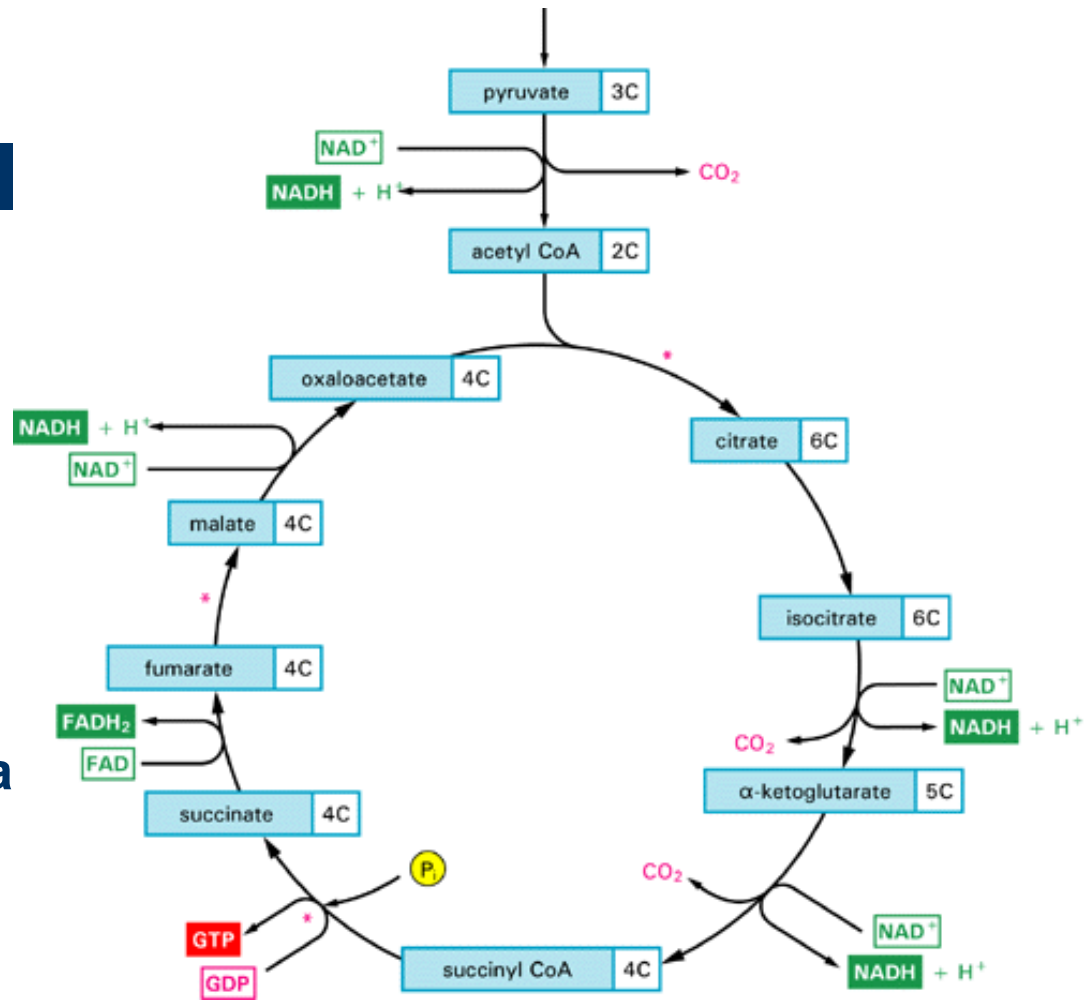 pyruvate 3C
NAD⁺
CO₂
NADH + H⁺
acetyl CoA 2C
*
oxaloacetate 4C
NADH + H⁺
citrate 6C
NAD⁺
malate 4C
*
isocitrate 6C
fumarate 4C
NAD⁺
FADH₂
NADH + H⁺
CO₂
FAD
a
α-ketoglutarate 5C
succinate 4C
Pᵢ
CO₂
*
GTP
NAD⁺
succinyl CoA 4C
NADH + H⁺
GDP